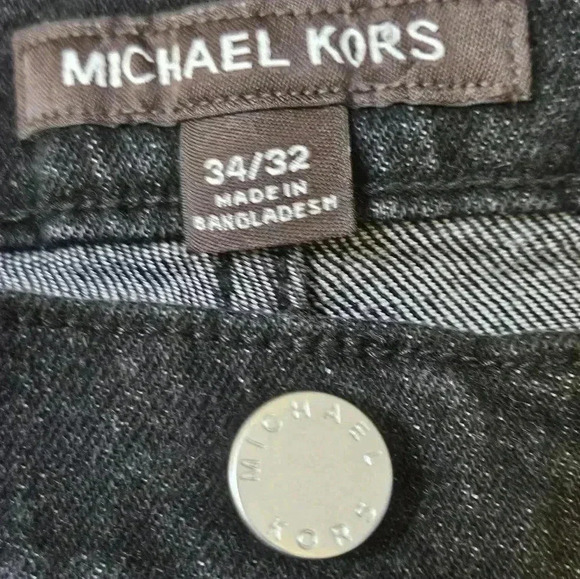 MICHAEL KORS
34/32
MADE IN
BANGLADESH
MICHAEL
KORS